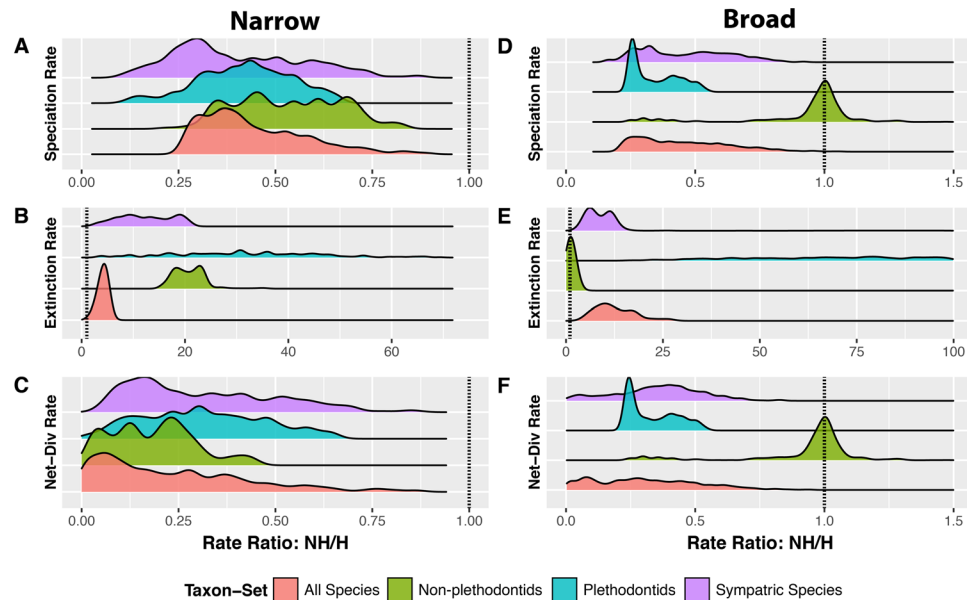 Narrow
Broad
A
Speciation Rate
0.00 0.25 0.50 0.75 1.00
D
Speciation Rate
0.0 0.5 1.0 1.5
B
Extinction Rate
0 20 40 60
E
Extinction Rate
0 25 50 75 100
C
Net-Div Rate
0.00 0.25 0.50 0.75 1.00
Rate Ratio: NH/H
F
Net-Div Rate
0.0 0.5 1.0 1.5
Rate Ratio: NH/H
Taxon-Set All Species Non-plethodontids Plethodontids Sympatric Species